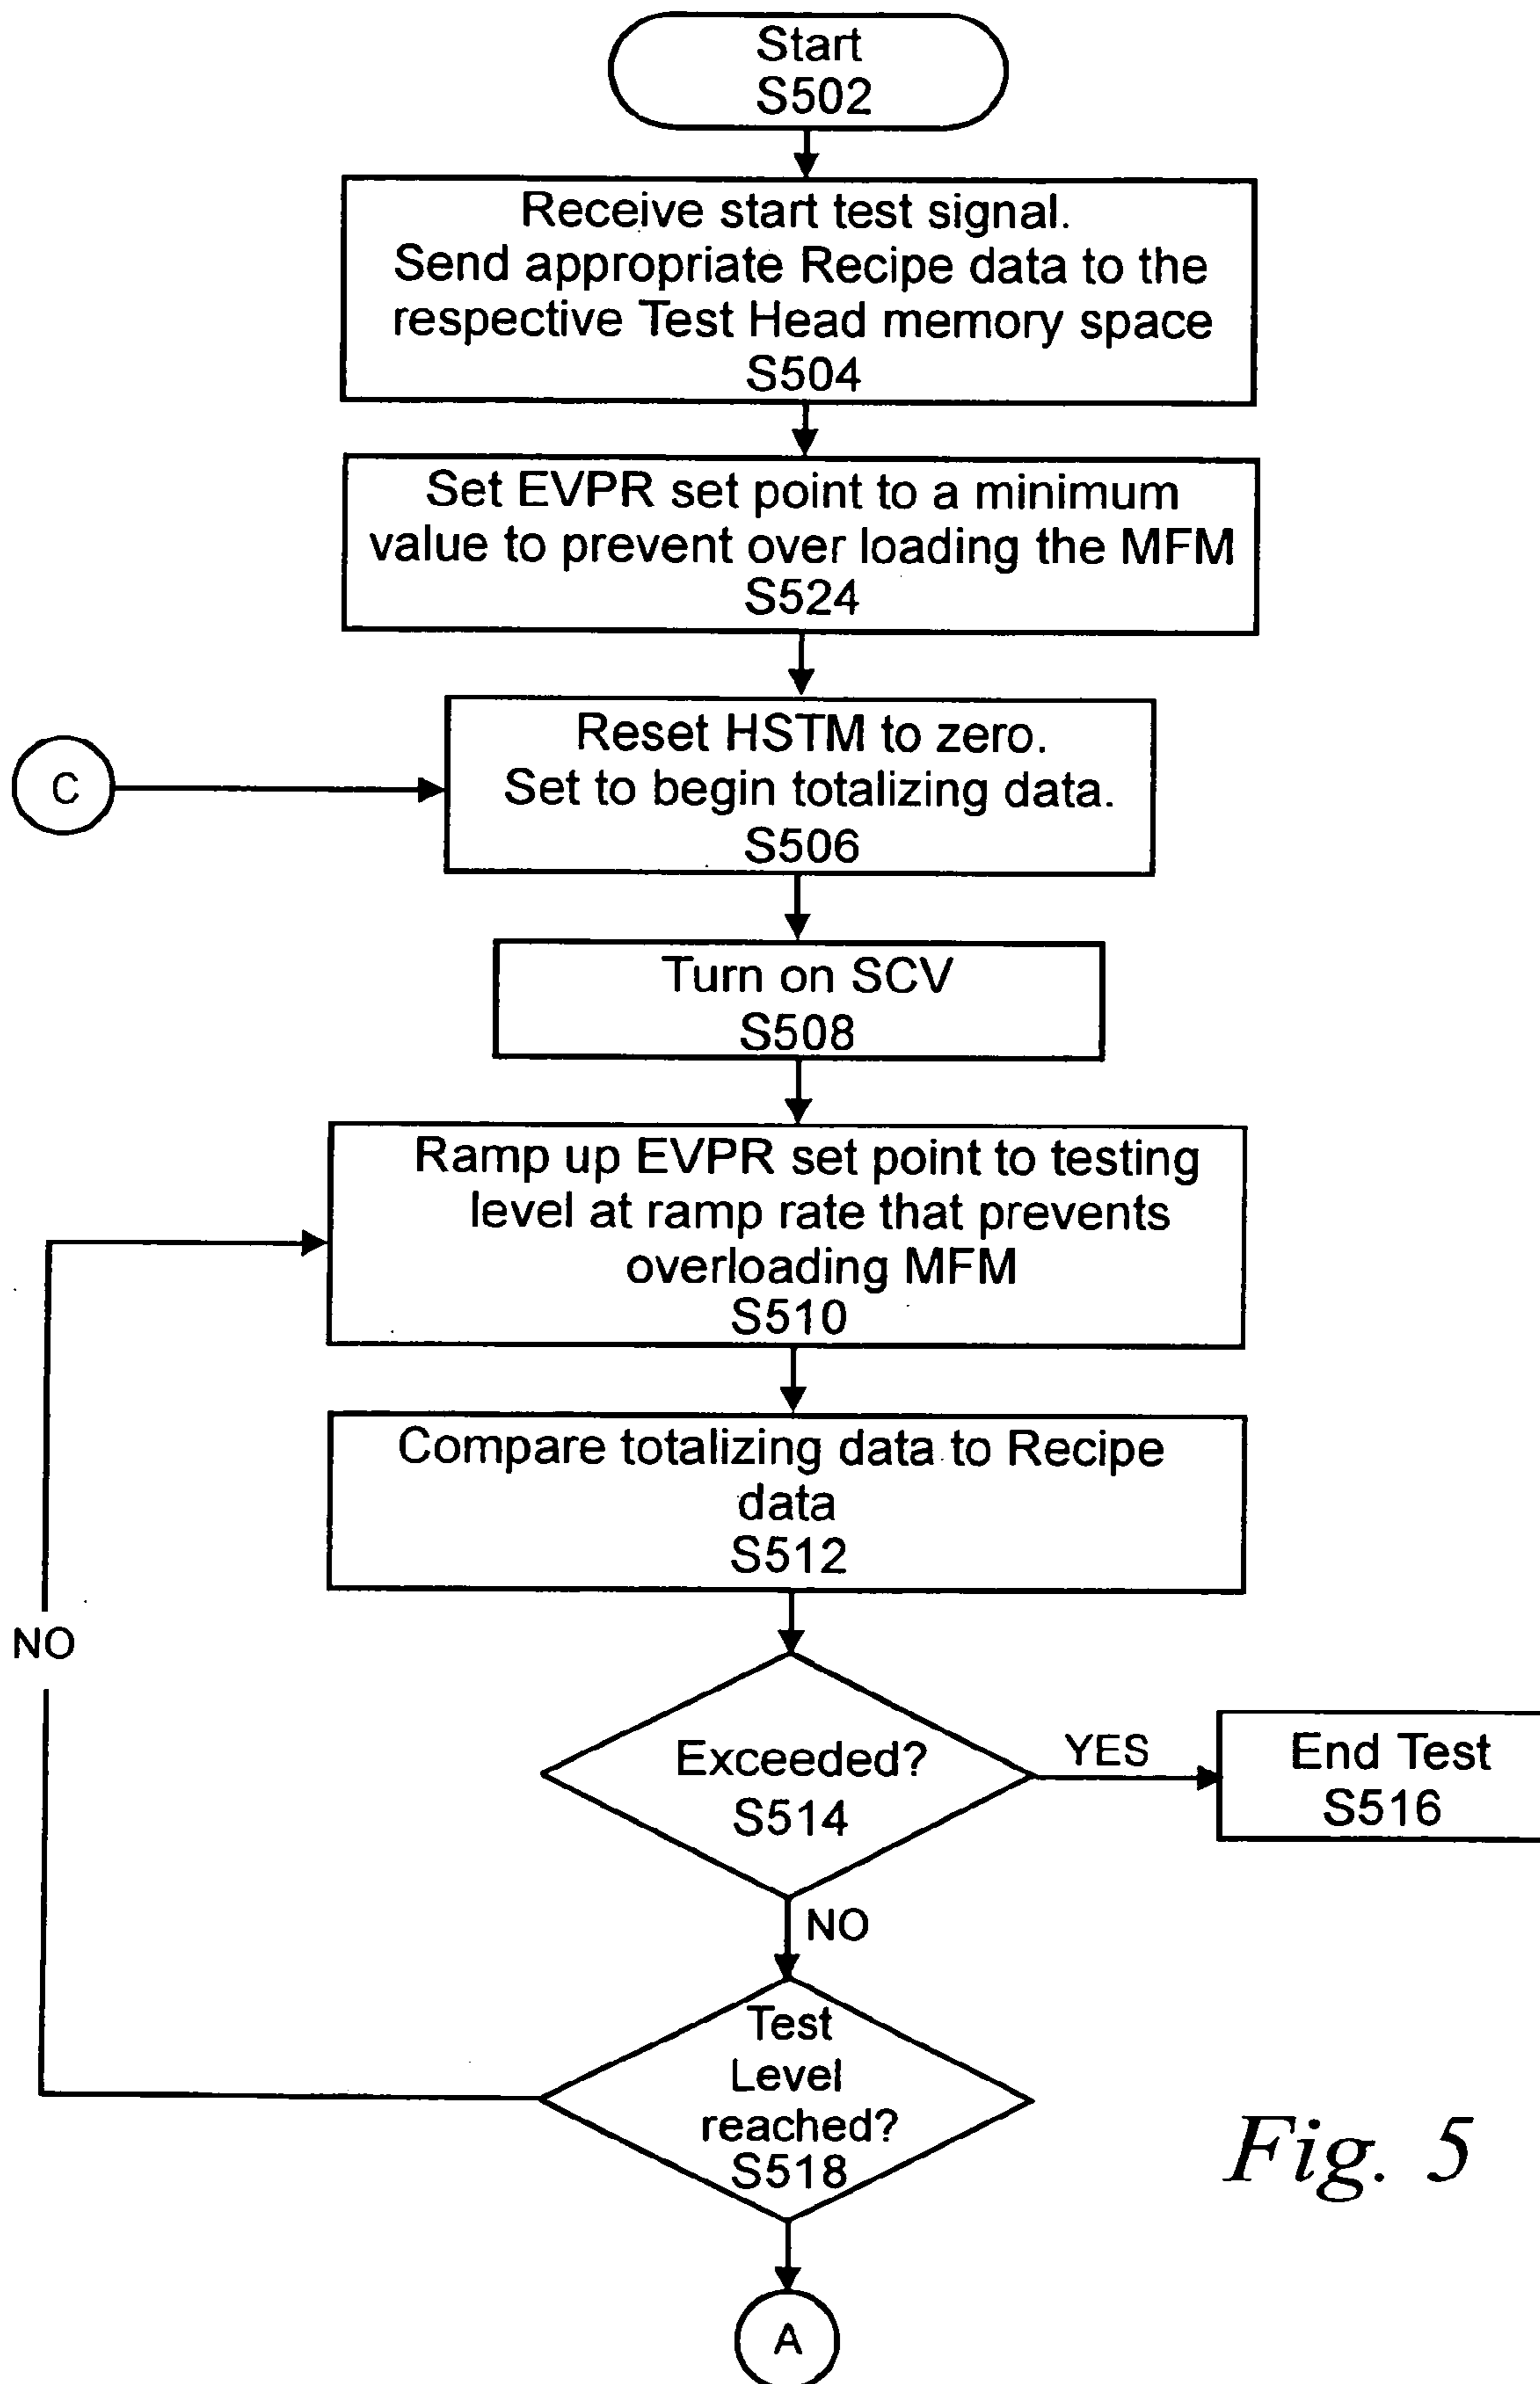 Start
S502
Receive start test signal.
Send appropriate Recipe data to the
respective Test Head memory space
S504
Set EVPR set point to a minimum
value to prevent over loading the MFM
S524
C
Reset HSTM to zero.
Set to begin totalizing data.
S506
Turn on SCV
S508
Ramp up EVPR set point to testing
level at ramp rate that prevents
overloading MFM
S510
Compare totalizing data to Recipe
data
S512
NO
Exceeded?
S514
YES
End Test
S516
NO
Test
Level
reached?
S518
Fig. 5
A